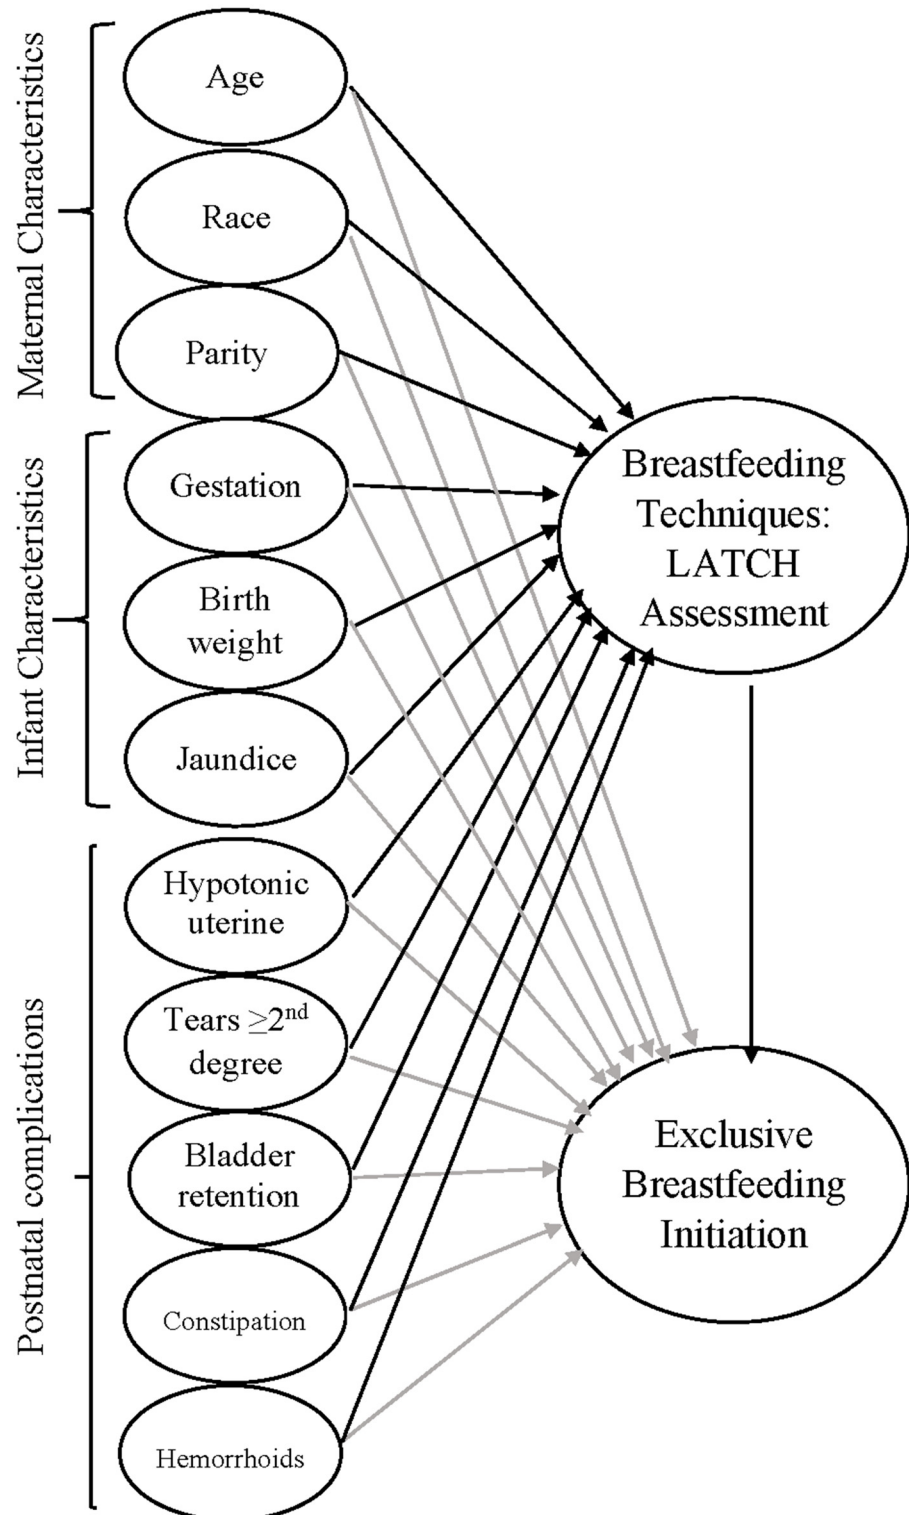 Maternal Characteristics
Age
Race
Parity
Infant Characteristics
Gestation
Birth
weight
Jaundice
Postnatal complications
Hypotonic
uterine
Tears ≥2nd
degree
Bladder
retention
Constipation
Hemorrhoids
Breastfeeding
Techniques:
LATCH
Assessment
Exclusive
Breastfeeding
Initiation